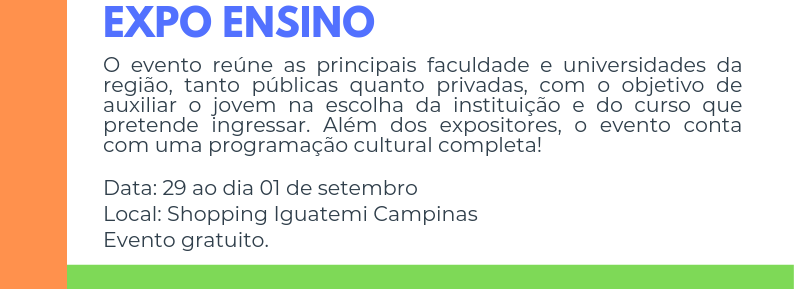 EXPO ENSINO
O evento reúne as principais faculdade e universidades da
região, tanto públicas quanto privadas, com o objetivo de
auxiliar o jovem na escolha da instituição e do curso que
pretende ingressar. Além dos expositores, o evento conta
com uma programação cultural completa!
Data: 29 ao dia 01 de setembro
Local: Shopping Iguatemi Campinas
Evento gratuito.